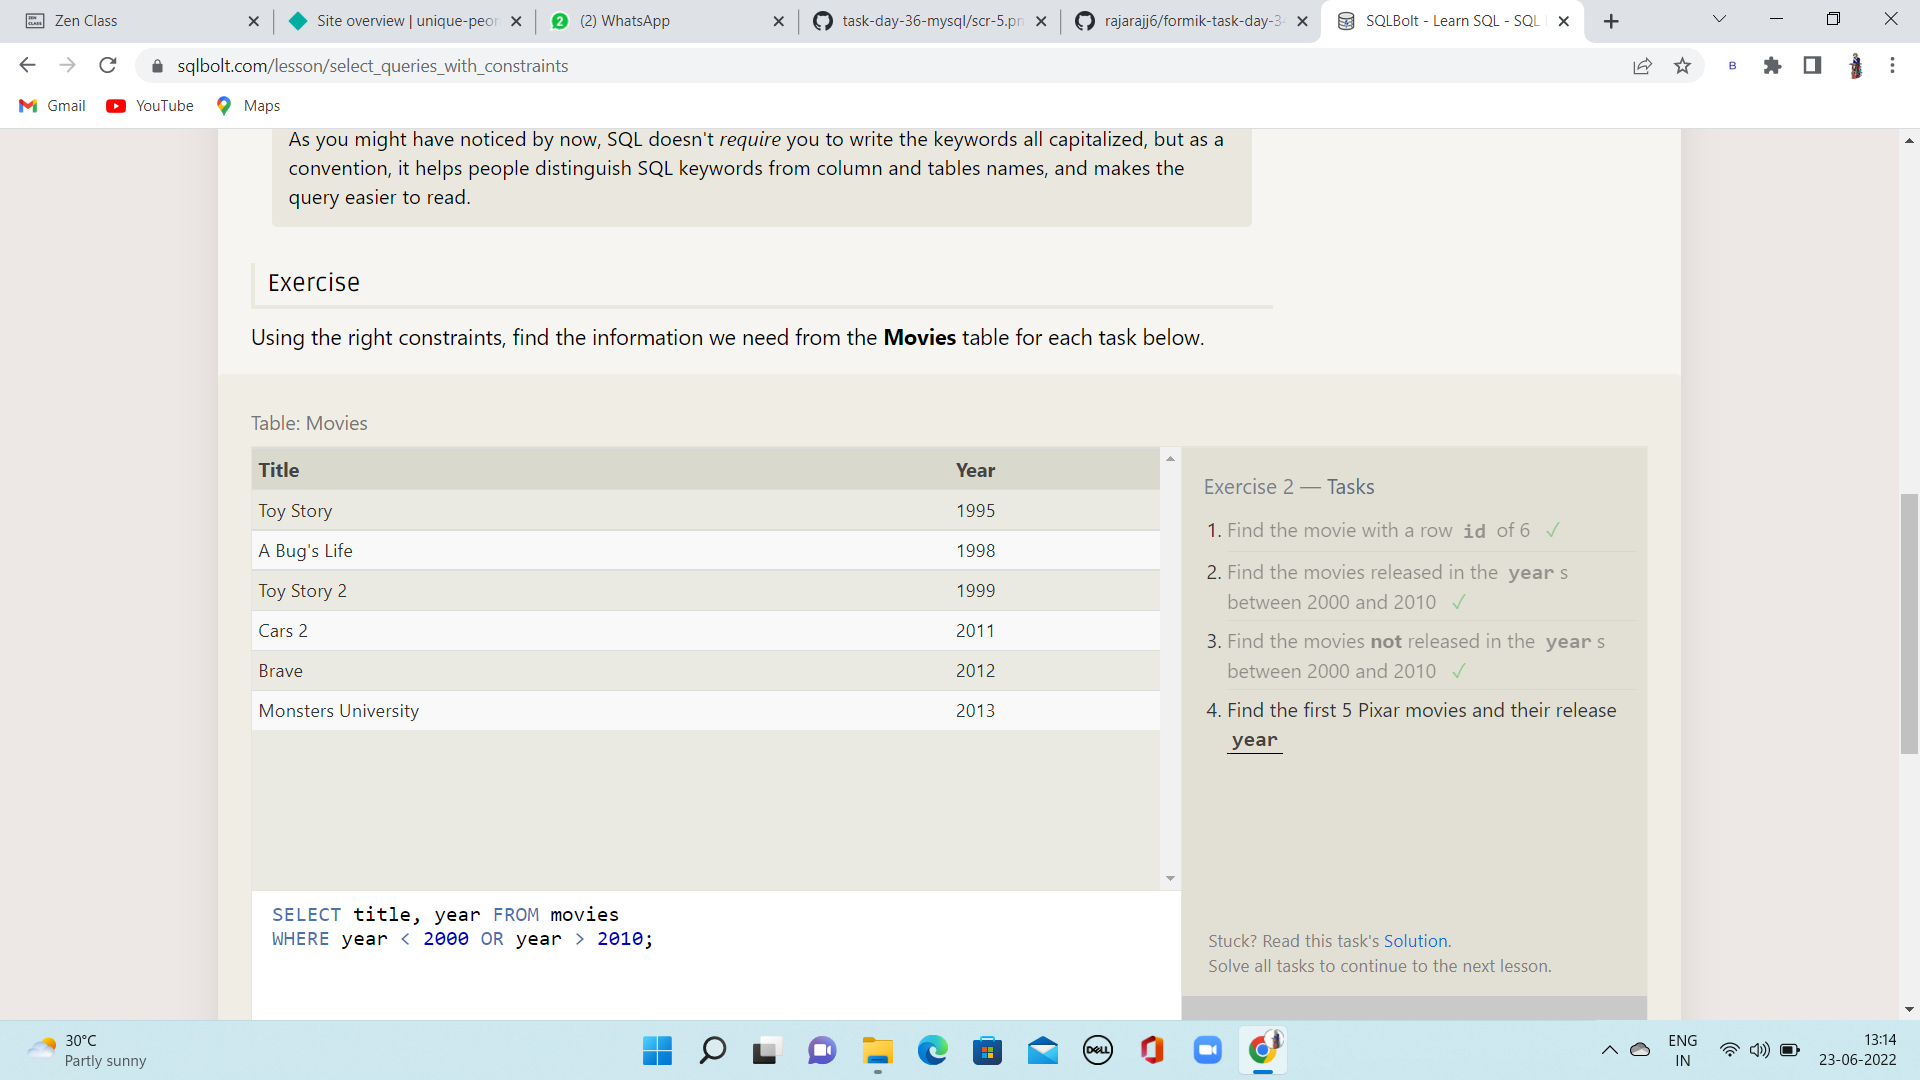 Zen Class
Site overview | unique-peor
(2) WhatsApp
task-day-36-mysql/scr-5.pn
rajarajj6/formik-task-day-34
SQLBolt - Learn SQL - SQL
sqlbolt.com/lesson/select_queries_with_constraints
B
Gmail
YouTube
Maps
As you might have noticed by now, SQL doesn't require you to write the keywords all capitalized, but as a
convention, it helps people distinguish SQL keywords from column and tables names, and makes the
query easier to read.
Exercise
Using the right constraints, find the information we need from the Movies table for each task below.
Table: Movies
Title Year
Toy Story 1995
A Bug's Life 1998
Toy Story 2 1999
Cars 2 2011
Brave 2012
Monsters University 2013
SELECT title, year FROM movies
WHERE year < 2000 OR year > 2010;
Exercise 2 — Tasks
1. Find the movie with a row id of 6 ✓
2. Find the movies released in the year s
between 2000 and 2010 ✓
3. Find the movies not released in the year s
between 2000 and 2010 ✓
4. Find the first 5 Pixar movies and their release
year
Stuck? Read this task's Solution.
Solve all tasks to continue to the next lesson.
30°C
Partly sunny
DELL
ENG
IN
13:14
23-06-2022